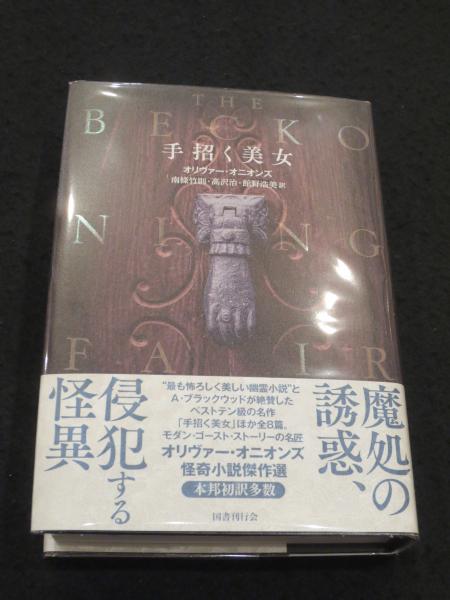 THE
BECKO
NING
FAIR
手招く美女
オリヴァー・オニオンズ
南條竹則・高沢治・館野浩美 訳
魔処の
誘惑、
侵犯する
怪異
“最も怖ろしく美しい幽霊小説”と
A・ブラックウッドが絶賛した
ベストテン級の名作
「手招く美女」ほか全8篇。
モダン・ゴースト・ストーリーの名匠
オリヴァー・オニオンズ
怪奇小説傑作選
本邦初訳多数
国書刊行会